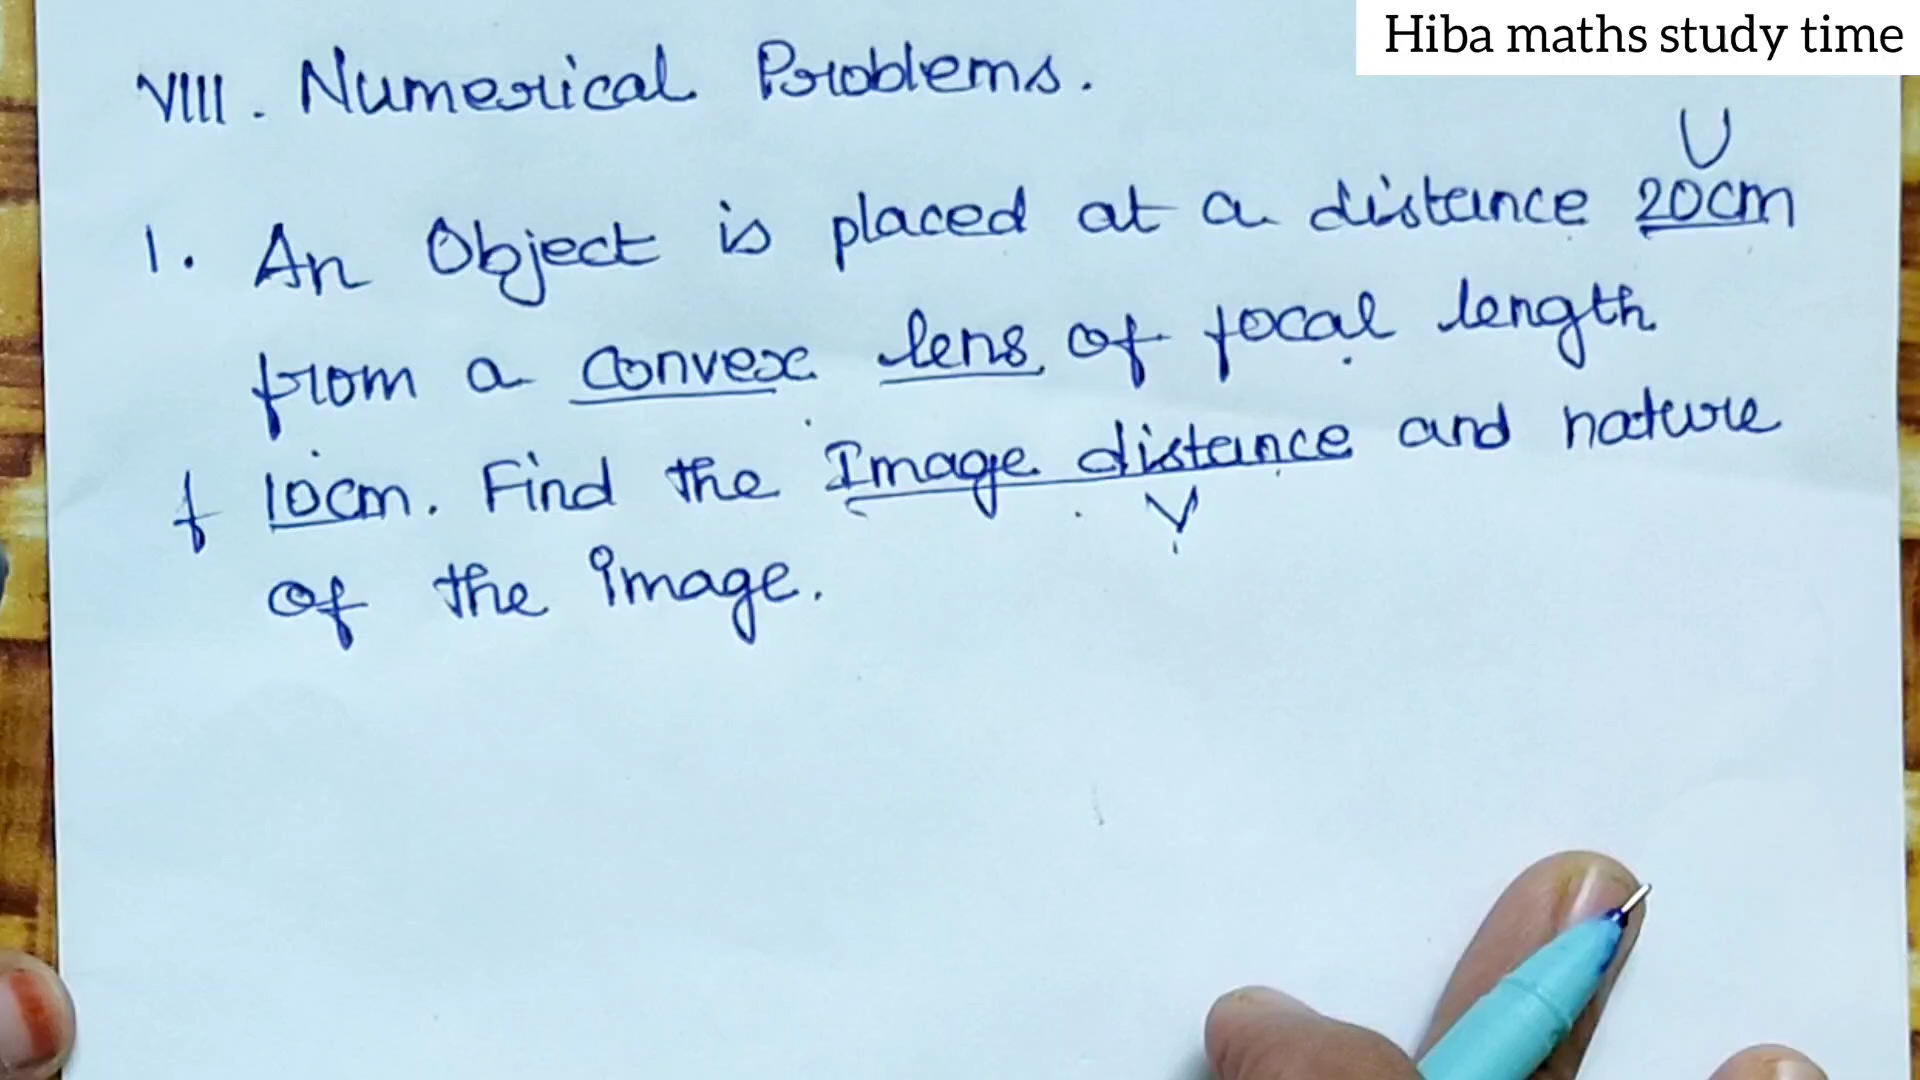 Hiba maths study time
VIII. Numerical Problems.
U
1. An Object is placed at a distance 20cm
from a convex lens of focal length
f 10cm. Find the Image distance and nature
V
of the image.